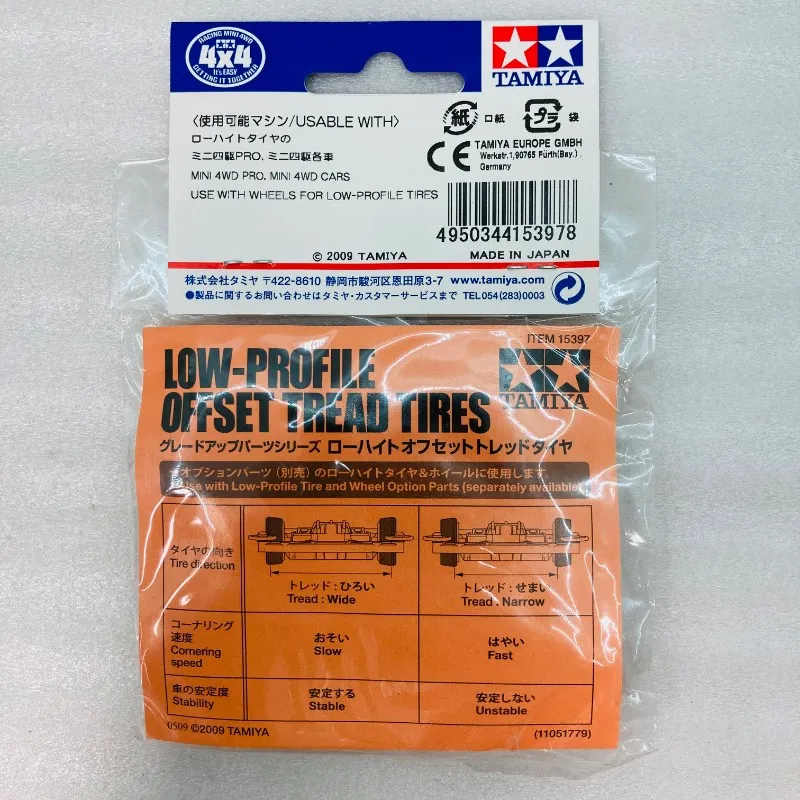 RACING MINI 4WD
4x4
It's EASY
GETTING IT TOGETHER
TAMIYA
〈使用可能マシン/USABLE WITH〉
ローハイトタイヤの
ミニ四駆PRO、ミニ四駆各車
MINI 4WD PRO, MINI 4WD CARS
USE WITH WHEELS FOR LOW-PROFILE TIRES
紙 口紙
プラ 袋
CE
TAMIYA EUROPE GMBH
Werkstr.1,90765 Fürth(Bay.)
Germany
4950344153978
© 2009 TAMIYA
MADE IN JAPAN
株式会社タミヤ 〒422-8610 静岡市駿河区恩田原3-7 www.tamiya.com
●製品に関するお問い合わせはタミヤ・カスタマーサービスまで TEL054(283)0003
ITEM 15397
LOW-PROFILE
OFFSET TREAD TIRES
TAMIYA
グレードアップパーツシリーズ ローハイトオフセットトレッドタイヤ
★オプションパーツ(別売)のローハイトタイヤ&ホイールに使用します
Use with Low-Profile Tire and Wheel Option Parts (separately available)
タイヤの向き
Tire direction
トレッド:ひろい
Tread : Wide
トレッド:せまい
Tread : Narrow
コーナリング
速度
Cornering
speed
おそい
Slow
はやい
Fast
車の安定度
Stability
安定する
Stable
安定しない
Unstable
0509 ©2009 TAMIYA
(11051779)